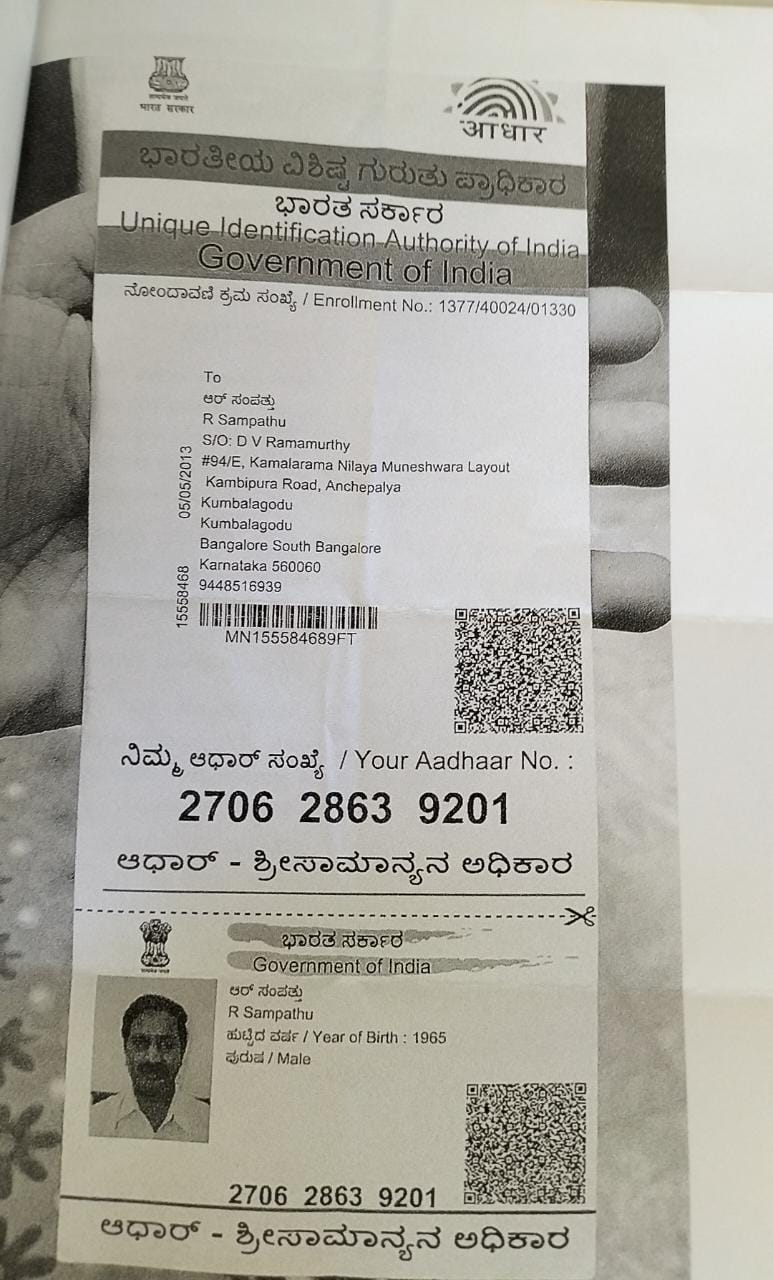 सत्यमेव जयते
भारत सरकार
आधार
ಭಾರತೀಯ ವಿಶಿಷ್ಟ ಗುರುತು ಪ್ರಾಧಿಕಾರ
ಭಾರತ ಸರ್ಕಾರ
Unique Identification Authority of India
Government of India
ನೋಂದಾವಣಿ ಕ್ರಮ ಸಂಖ್ಯೆ / Enrollment No.: 1377/40024/01330
To
ಆರ್ ಸಂಪತ್ತು
R Sampathu
S/O: D V Ramamurthy
#94/E, Kamalarama Nilaya Muneshwara Layout
Kambipura Road, Anchepalya
Kumbalagodu
Kumbalagodu
Bangalore South Bangalore
Karnataka 560060
9448516939
05/05/2013
15558468
MN155584689FT
ನಿಮ್ಮ ಆಧಾರ್ ಸಂಖ್ಯೆ / Your Aadhaar No. :
2706 2863 9201
ಆಧಾರ್ - ಶ್ರೀಸಾಮಾನ್ಯನ ಅಧಿಕಾರ
ಭಾರತ ಸರ್ಕಾರ
Government of India
ಆರ್ ಸಂಪತ್ತು
R Sampathu
ಹುಟ್ಟಿದ ವರ್ಷ / Year of Birth : 1965
ಪುರುಷ / Male
2706 2863 9201
ಆಧಾರ್ - ಶ್ರೀಸಾಮಾನ್ಯನ ಅಧಿಕಾರ